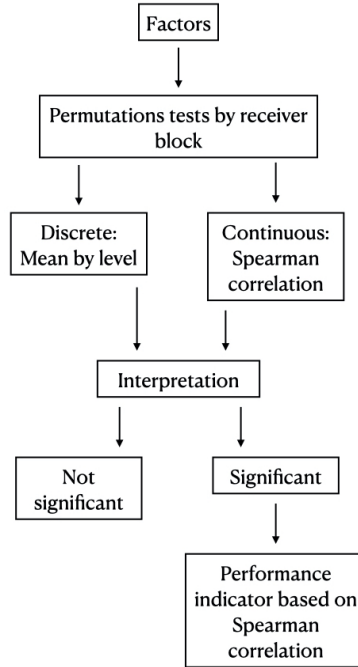 Factors
Permutations tests by receiver
block
Discrete:
Mean by level
Continuous:
Spearman
correlation
Interpretation
Not
significant
Significant
Performance
indicator based on
Spearman
correlation